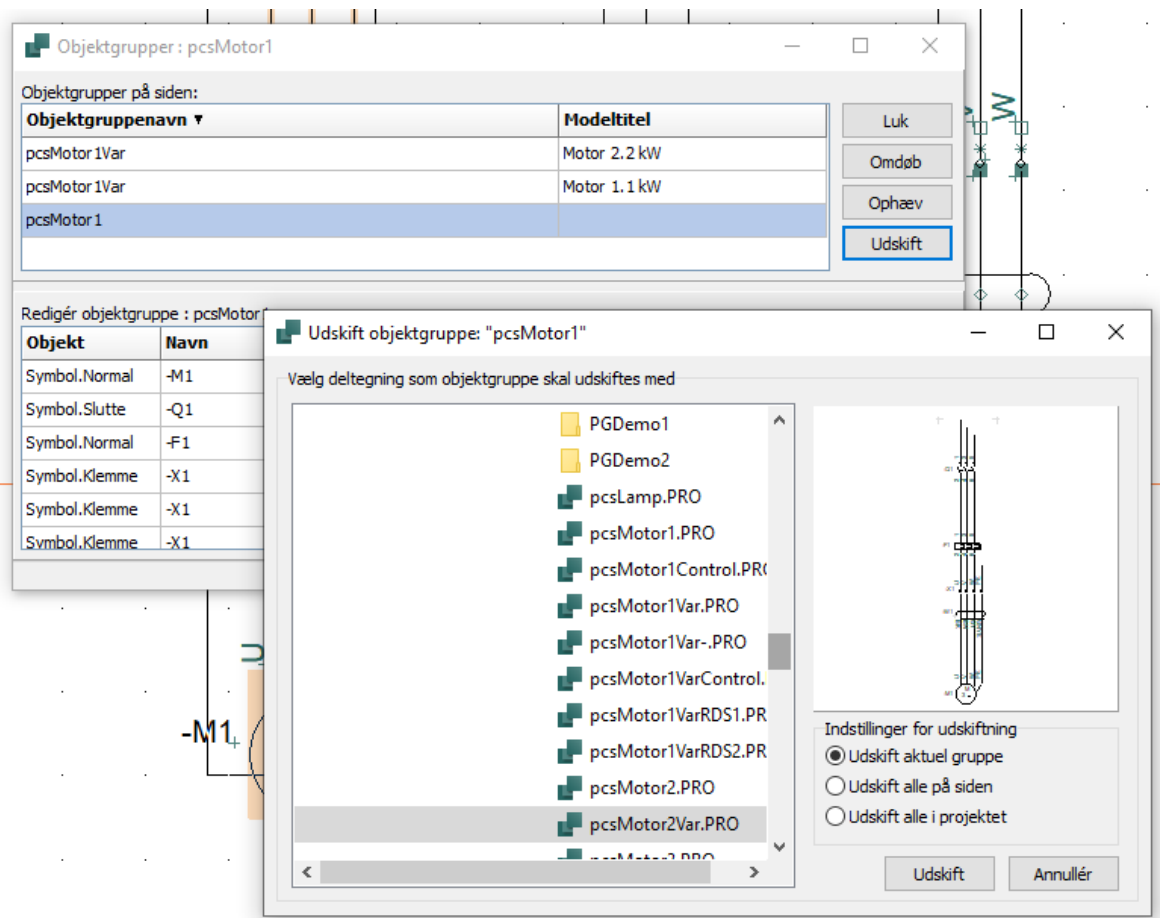 Objektgrupper : pcsMotor1
Objektgrupper på siden:
Objektgruppenavn ▼ Modeltitel
pcsMotor1Var Motor 2.2 kW
pcsMotor1Var Motor 1.1 kW
pcsMotor1
Luk
Omdøb
Ophæv
Udskift
W
Redigér objektgruppe : pcsMotor
Objekt Navn
Symbol.Normal -M1
Symbol.Slutte -Q1
Symbol.Normal -F1
Symbol.Klemme -X1
Symbol.Klemme -X1
Symbol.Klemme -X1
Udskift objektgruppe: "pcsMotor1"
Vælg deltegning som objektgruppe skal udskiftes med
PGDemo1
PGDemo2
pcsLamp.PRO
pcsMotor1.PRO
pcsMotor1Control.PR
pcsMotor1Var.PRO
pcsMotor1Var-.PRO
pcsMotor1VarControl.
pcsMotor1VarRDS1.PR
pcsMotor1VarRDS2.PR
pcsMotor2.PRO
pcsMotor2Var.PRO
Indstillinger for udskiftning
Udskift aktuel gruppe
Udskift alle på siden
Udskift alle i projektet
Udskift Annullér
U
-M1